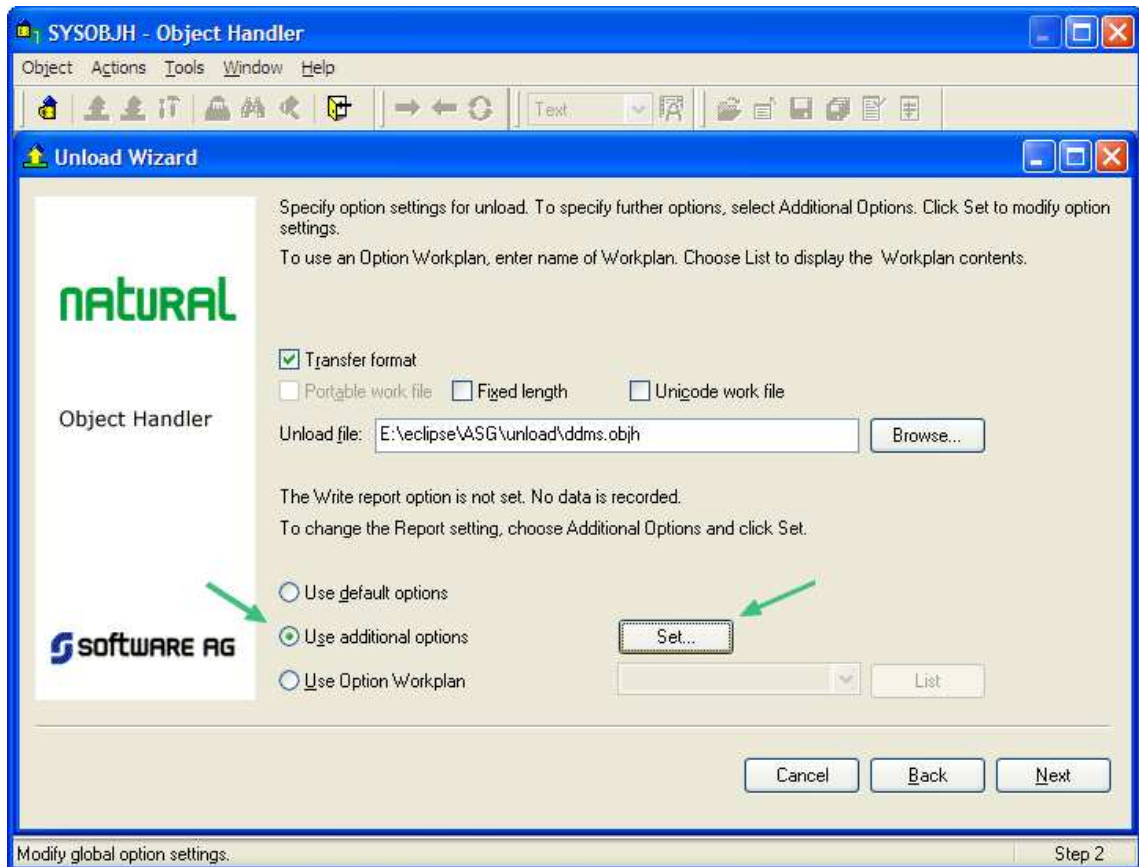 SYSOBJH - Object Handler
Object Actions Tools Window Help
Text
Unload Wizard
Specify option settings for unload. To specify further options, select Additional Options. Click Set to modify option
settings.
To use an Option Workplan, enter name of Workplan. Choose List to display the Workplan contents.
natural
Transfer format
Portable work file Fixed length Unicode work file
Object Handler
Unload file: E:\eclipse\ASG\unload\ddms.objh Browse...
The Write report option is not set. No data is recorded.
To change the Report setting, choose Additional Options and click Set.
Use default options
Use additional options Set...
software AG
Use Option Workplan List
Cancel Back Next
Modify global option settings. Step 2